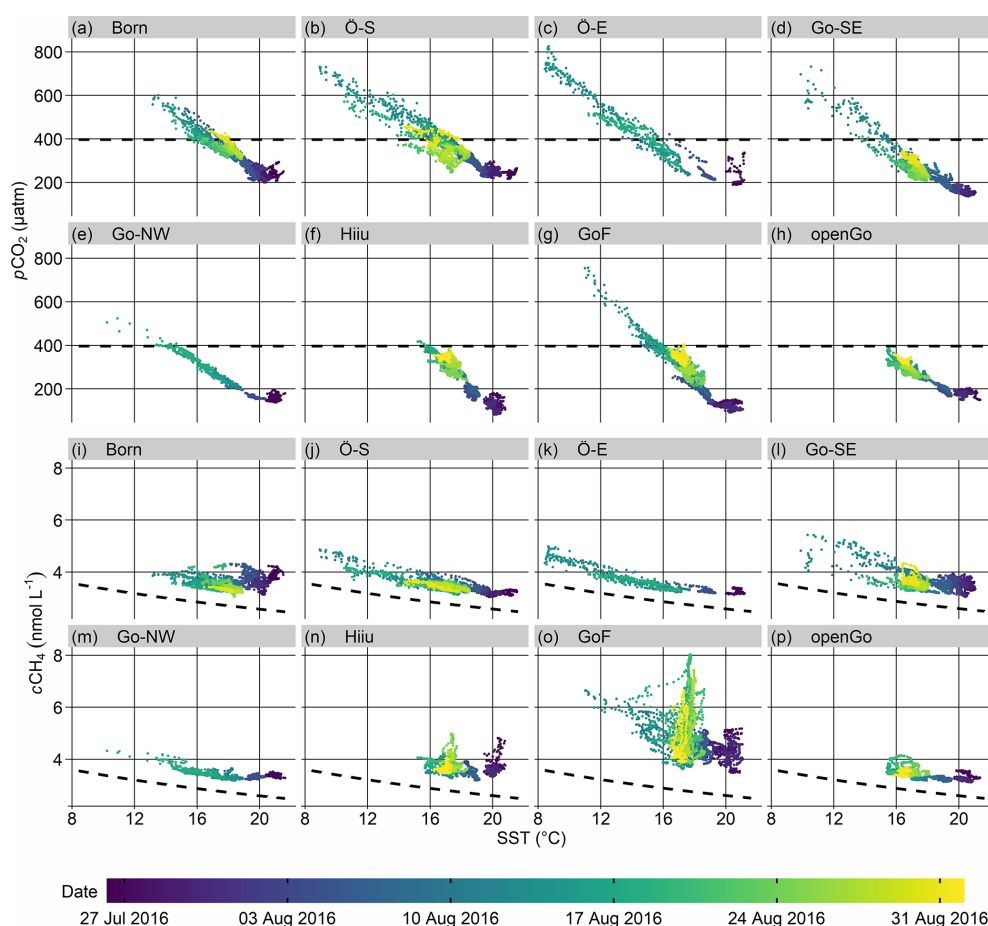 (a) Born (b) Ö-S (c) Ö-E (d) Go-SE
800
600
400
200
(e) Go-NW (f) Hiiu (g) GoF (h) openGo
800
600
400
200
pCO₂ (µatm)
(i) Born (j) Ö-S (k) Ö-E (l) Go-SE
8
6
4
(m) Go-NW (n) Hiiu (o) GoF (p) openGo
8
6
4
cCH₄ (nmol L⁻¹)
8 12 16 20 8 12 16 20 8 12 16 20 8 12 16 20
SST (°C)
Date
27 Jul 2016 03 Aug 2016 10 Aug 2016 17 Aug 2016 24 Aug 2016 31 Aug 2016